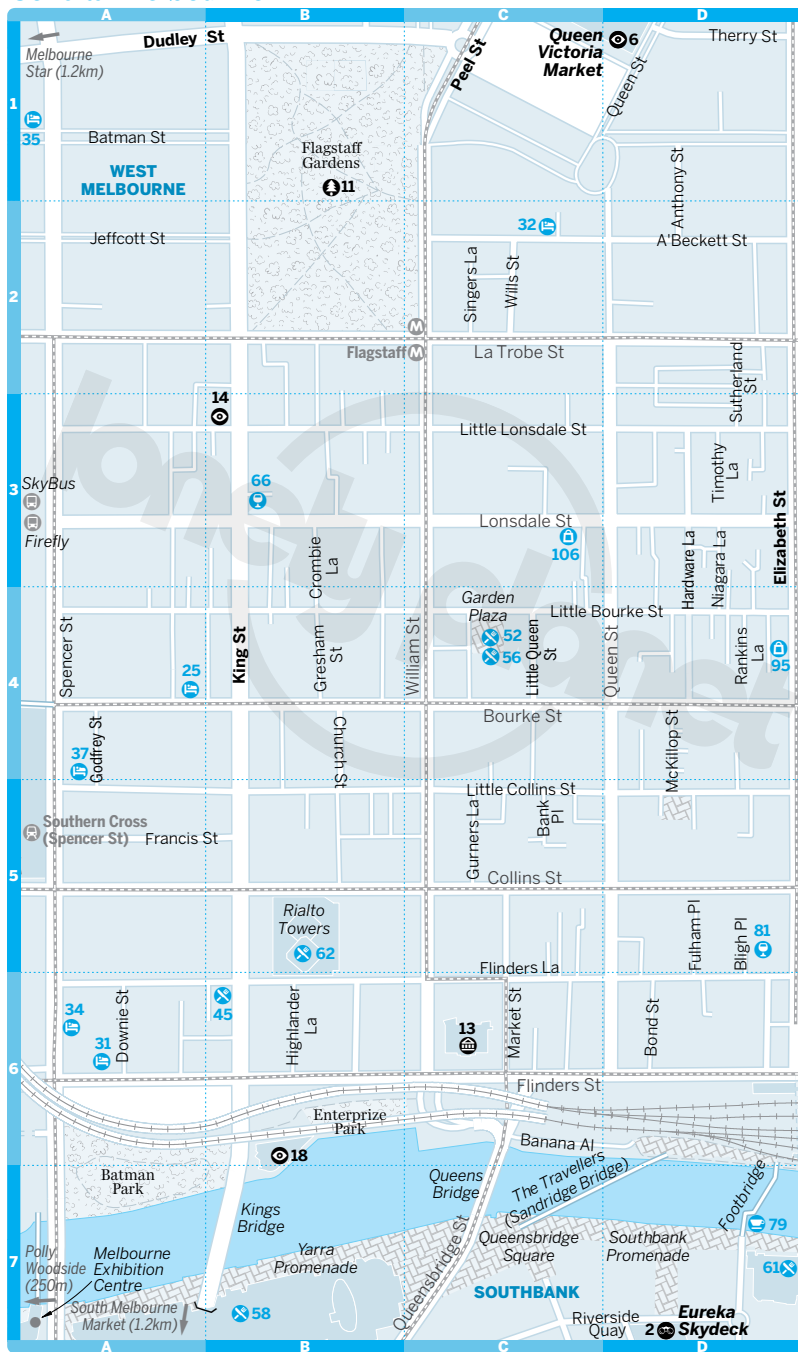 A
B
C
D
Dudley St
Melbourne
Star (1.2km)
Peel St
Queen
Victoria
Market
6
Therry St
Queen St
1
35
Batman St
WEST
MELBOURNE
Flagstaff
Gardens
11
Anthony St
Jeffcott St
32
A'Beckett St
Singers La
Wills St
2
Flagstaff
M
M
La Trobe St
Sutherland
St
14
Little Lonsdale St
Timothy
La
66
SkyBus
Firefly
3
Lonsdale St
106
Elizabeth St
Crombie
La
Hardware La
Niagara La
Garden
Plaza
Little Bourke St
52
56
Little Queen
St
Spencer St
25
King St
Gresham
St
William St
Queen St
Rankins
La
95
4
Bourke St
37
Godfrey St
Church St
McKillop St
Little Collins St
Southern Cross
(Spencer St)
Francis St
Gurners La
Bank
Pl
5
Collins St
Rialto
Towers
62
Fulham Pl
Bligh Pl
81
Flinders La
34
31
Downie St
45
Highlander
La
13
Market St
Bond St
6
Flinders St
Enterprize
Park
18
Banana Al
Batman
Park
Kings
Bridge
Queens
Bridge
The Travellers
(Sandridge Bridge)
Footbridge
79
Yarra
Promenade
Queensbridge St
Queensbridge
Square
Southbank
Promenade
61
7
Polly
Woodside
(250m)
Melbourne
Exhibition
Centre
South Melbourne
Market (1.2km)
58
SOUTHBANK
Riverside
Quay
2
Eureka
Skydeck
A
B
C
D
lonely planet